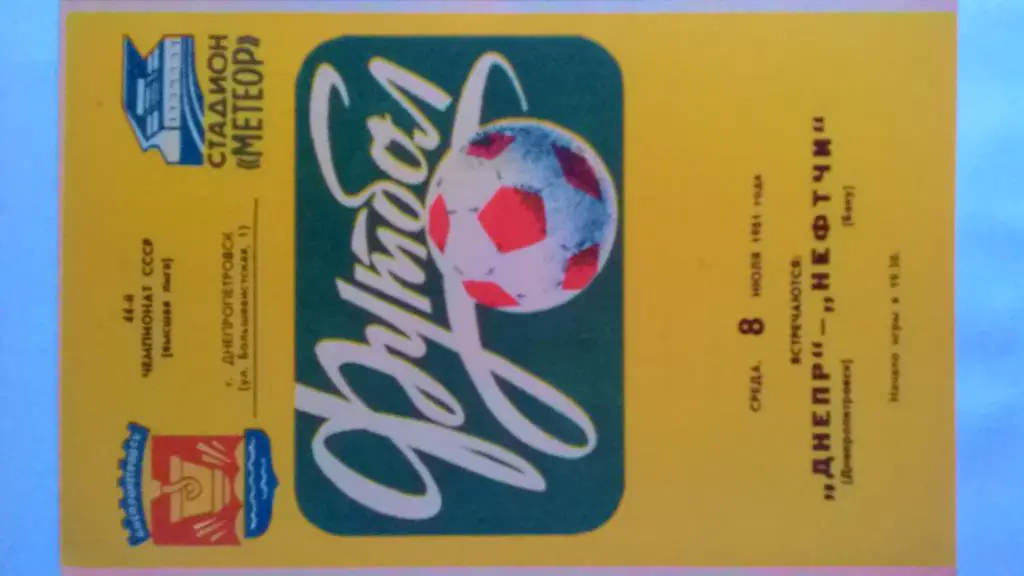 ДНЕПРОПЕТРОВСК
44-й
ЧЕМПИОНАТ СССР
(высшая лига)
г. ДНЕПРОПЕТРОВСК
(ул. Большевистская, 1)
СТАДИОН
«МЕТЕОР»
Футбол
СРЕДА, 8 ИЮЛЯ 1981 года
ВСТРЕЧАЮТСЯ:
„ДНЕПР“ – „НЕФТЧИ“
(Днепропетровск) (Баку)
Начало игры в 19.30.